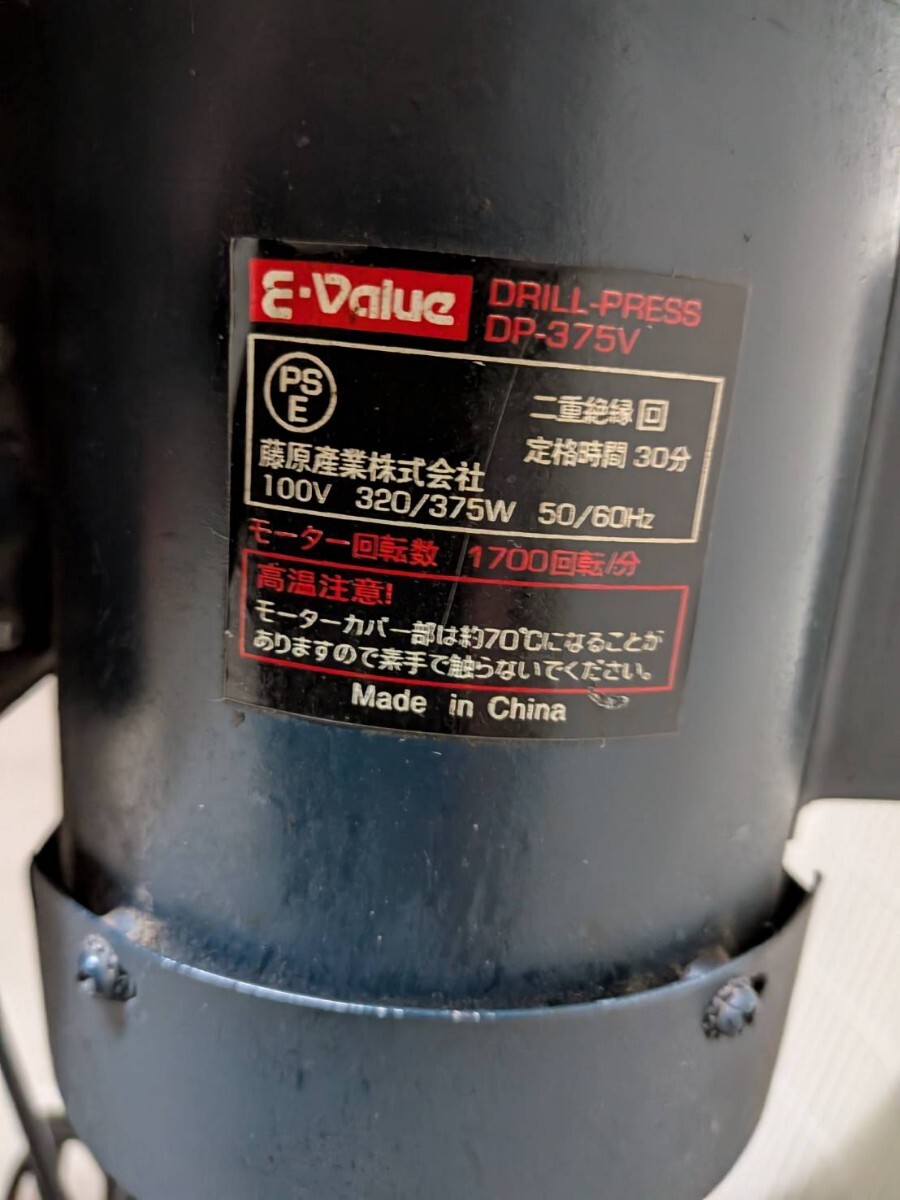 E·Value
DRILL-PRESS
DP-375V
PS
E
二重絶縁 回
定格時間 30分
藤原産業株式会社
100V 320/375W 50/60Hz
モーター回転数 1700回転/分
高温注意!
モーターカバー部は約70℃になることが
ありますので素手で触らないでください。
Made in China